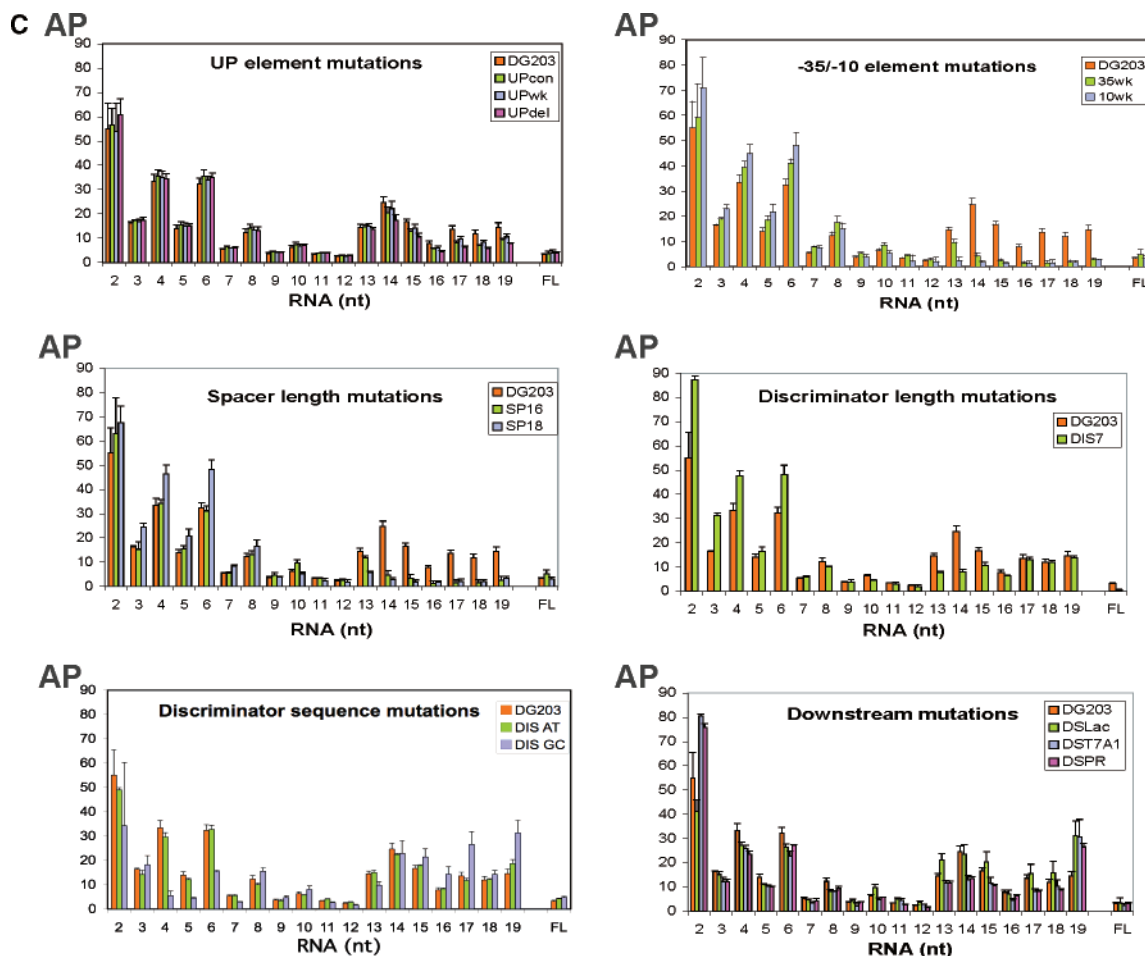 C AP
UP element mutations
DG203
UPcon
UPwk
UPdel
90
80
70
60
50
40
30
20
10
0
2 3 4 5 6 7 8 9 10 11 12 13 14 15 16 17 18 19 FL
RNA (nt)
AP
-35/-10 element mutations
DG203
35wk
10wk
90
80
70
60
50
40
30
20
10
0
2 3 4 5 6 7 8 9 10 11 12 13 14 15 16 17 18 19 FL
RNA (nt)
AP
Spacer length mutations
DG203
SP16
SP18
90
80
70
60
50
40
30
20
10
0
2 3 4 5 6 7 8 9 10 11 12 13 14 15 16 17 18 19 FL
RNA (nt)
AP
Discriminator length mutations
DG203
DIS7
90
80
70
60
50
40
30
20
10
0
2 3 4 5 6 7 8 9 10 11 12 13 14 15 16 17 18 19 FL
RNA (nt)
AP
Discriminator sequence mutations
DG203
DIS AT
DIS GC
90
80
70
60
50
40
30
20
10
0
2 3 4 5 6 7 8 9 10 11 12 13 14 15 16 17 18 19 FL
RNA (nt)
AP
Downstream mutations
DG203
DSLac
DST7A1
DSPR
90
80
70
60
50
40
30
20
10
0
2 3 4 5 6 7 8 9 10 11 12 13 14 15 16 17 18 19 FL
RNA (nt)